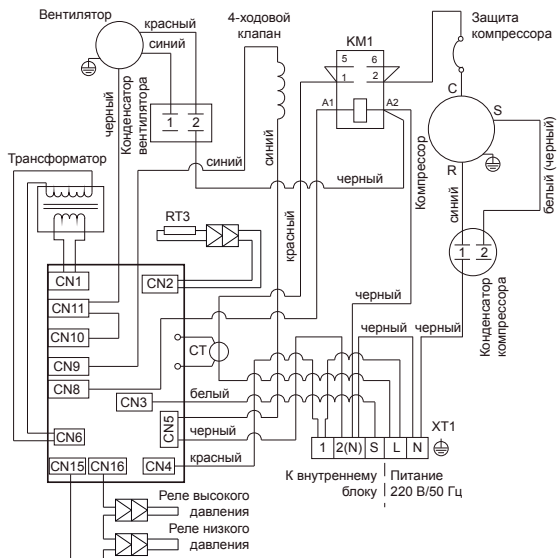 Вентилятор
красный
синий
4-ходовой
клапан
KM1
Защита
компрессора
5
6
1
2
A1
A2
C
S
R
черный
Конденсатор
вентилятора
1
2
синий
синий
черный
Компрессор
белый (черный)
Трансформатор
RT3
красный
синий
1
2
Конденсатор
компрессора
CN1
CN2
CN11
CN10
CN9
CN8
CT
черный
черный
черный
CN3
белый
CN5
черный
CN6
CN4
красный
CN15
CN16
1
2(N)
S
L
N
XT1
К внутреннему
блоку
Питание
220 В/50 Гц
Реле высокого
давления
Реле низкого
давления